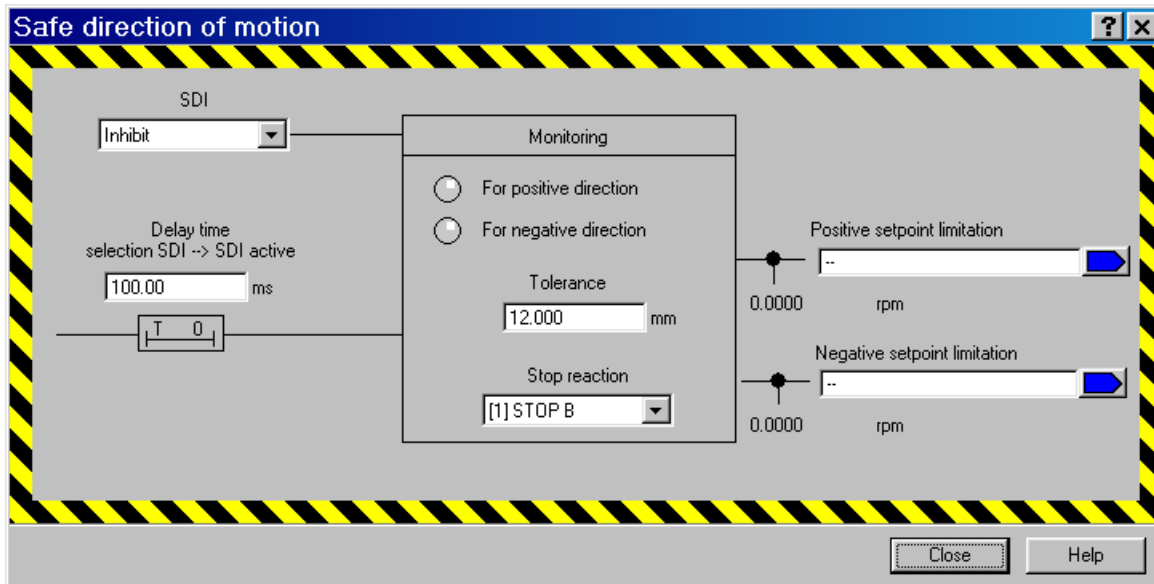 Safe direction of motion
?
SDI
Inhibit
Delay time
selection SDI --> SDI active
100.00 ms
T 0
Monitoring
For positive direction
For negative direction
Tolerance
12.000 mm
Stop reaction
[1] STOP B
Positive setpoint limitation
--
0.0000 rpm
Negative setpoint limitation
--
0.0000 rpm
Close Help